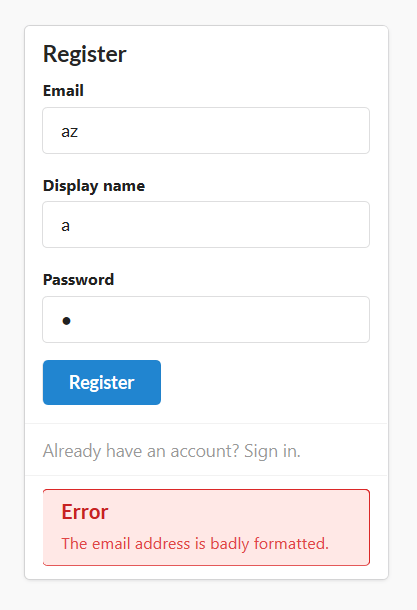 Register
Email
az
Display name
a
Password
●
Register
Already have an account? Sign in.
Error
The email address is badly formatted.